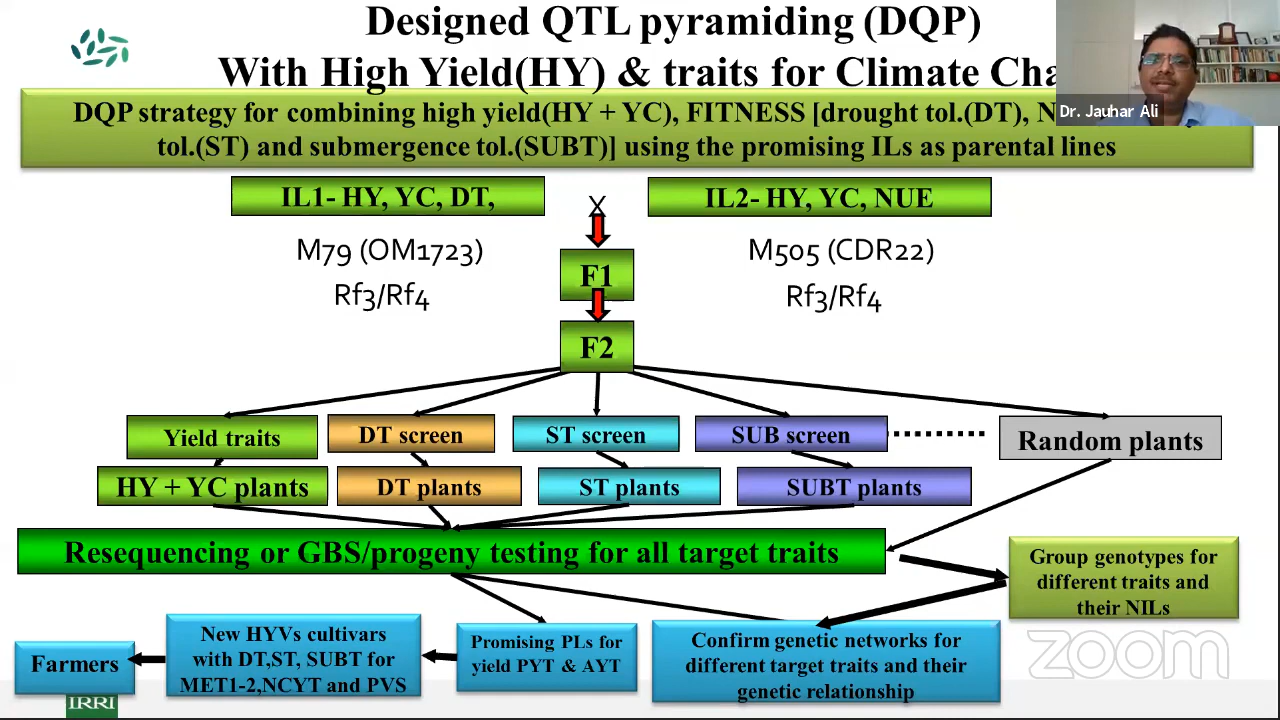 Designed QTL pyramiding (DQP)
With High Yield(HY) & traits for Climate Cha
Dr. Jauhar Ali
DQP strategy for combining high yield(HY + YC), FITNESS [drought tol.(DT), N
tol.(ST) and submergence tol.(SUBT)] using the promising ILs as parental lines
IL1- HY, YC, DT,
X
IL2- HY, YC, NUE
M79 (OM1723)
M505 (CDR22)
F1
Rf3/Rf4
Rf3/Rf4
F2
Yield traits
DT screen
ST screen
SUB screen
Random plants
HY + YC plants
DT plants
ST plants
SUBT plants
Resequencing or GBS/progeny testing for all target traits
Group genotypes for
different traits and
their NILs
Farmers
New HYVs cultivars
with DT,ST, SUBT for
MET1-2,NCYT and PVS
Promising PLs for
yield PYT & AYT
Confirm genetic networks for
different target traits and their
genetic relationship
zoom
IRRI